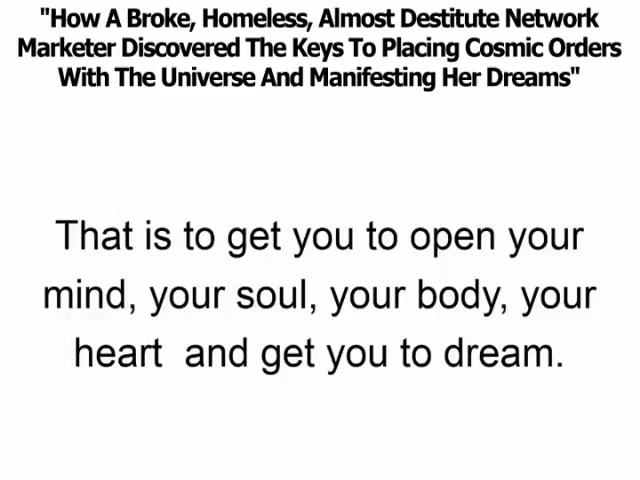 "How A Broke, Homeless, Almost Destitute Network
Marketer Discovered The Keys To Placing Cosmic Orders
With The Universe And Manifesting Her Dreams"
That is to get you to open your
mind, your soul, your body, your
heart  and get you to dream.